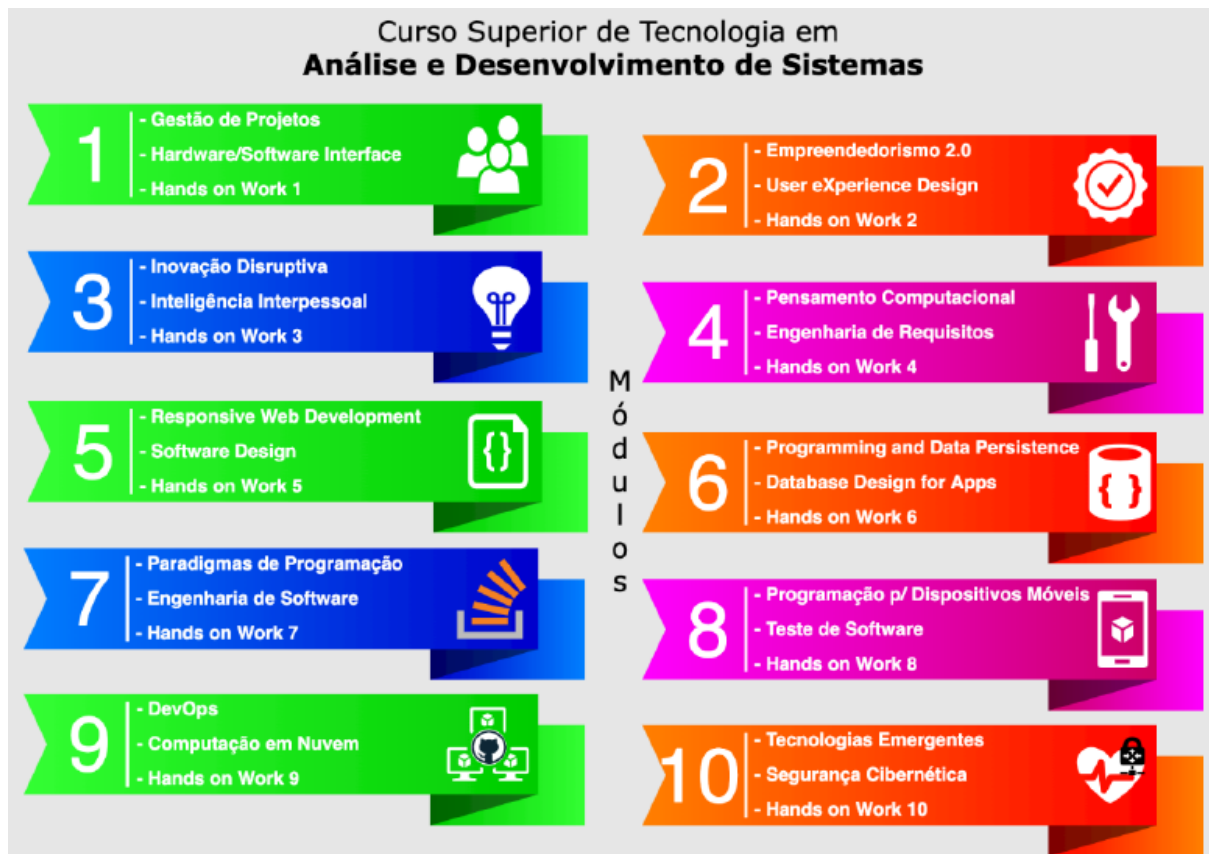 Curso Superior de Tecnologia em
Análise e Desenvolvimento de Sistemas
1
- Gestão de Projetos
- Hardware/Software Interface
- Hands on Work 1
2
- Empreendedorismo 2.0
- User eXperience Design
- Hands on Work 2
3
- Inovação Disruptiva
- Inteligência Interpessoal
- Hands on Work 3
4
- Pensamento Computacional
- Engenharia de Requisitos
- Hands on Work 4
Módulos
5
- Responsive Web Development
- Software Design
- Hands on Work 5
6
- Programming and Data Persistence
- Database Design for Apps
- Hands on Work 6
7
- Paradigmas de Programação
- Engenharia de Software
- Hands on Work 7
8
- Programação p/ Dispositivos Móveis
- Teste de Software
- Hands on Work 8
9
- DevOps
- Computação em Nuvem
- Hands on Work 9
10
- Tecnologias Emergentes
- Segurança Cibernética
- Hands on Work 10